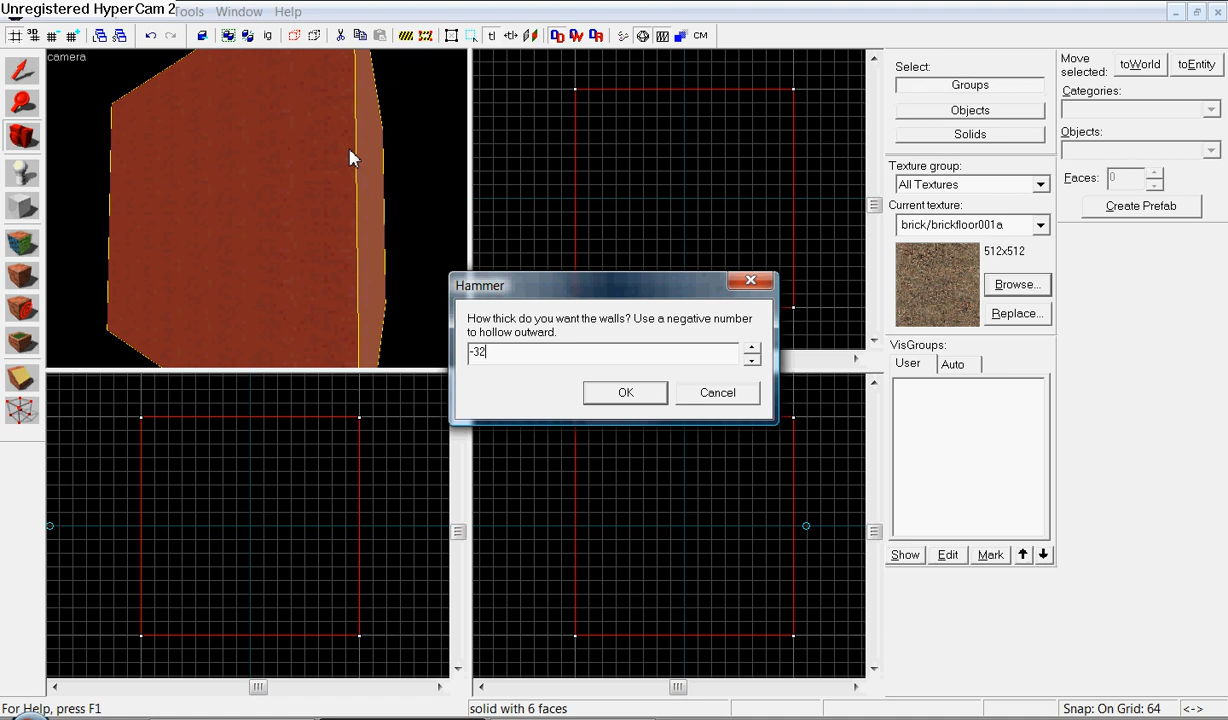 Unregistered HyperCam 2
Tools Window Help
ig
tl
CM
camera
Select:
Groups
Objects
Solids
Texture group:
All Textures
Current texture:
brick/brickfloor001a
512x512
Browse...
Replace...
VisGroups:
User Auto
Show Edit Mark
Move
selected:
toWorld toEntity
Categories:
Objects:
Faces: 0
Create Prefab
Hammer
How thick do you want the walls? Use a negative number
to hollow outward.
-32
OK Cancel
For Help, press F1
solid with 6 faces
Snap: On Grid: 64
<->